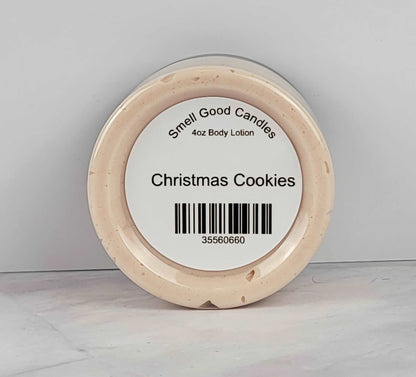 Smell Good Candles
4oz Body Lotion
Christmas Cookies
35560660